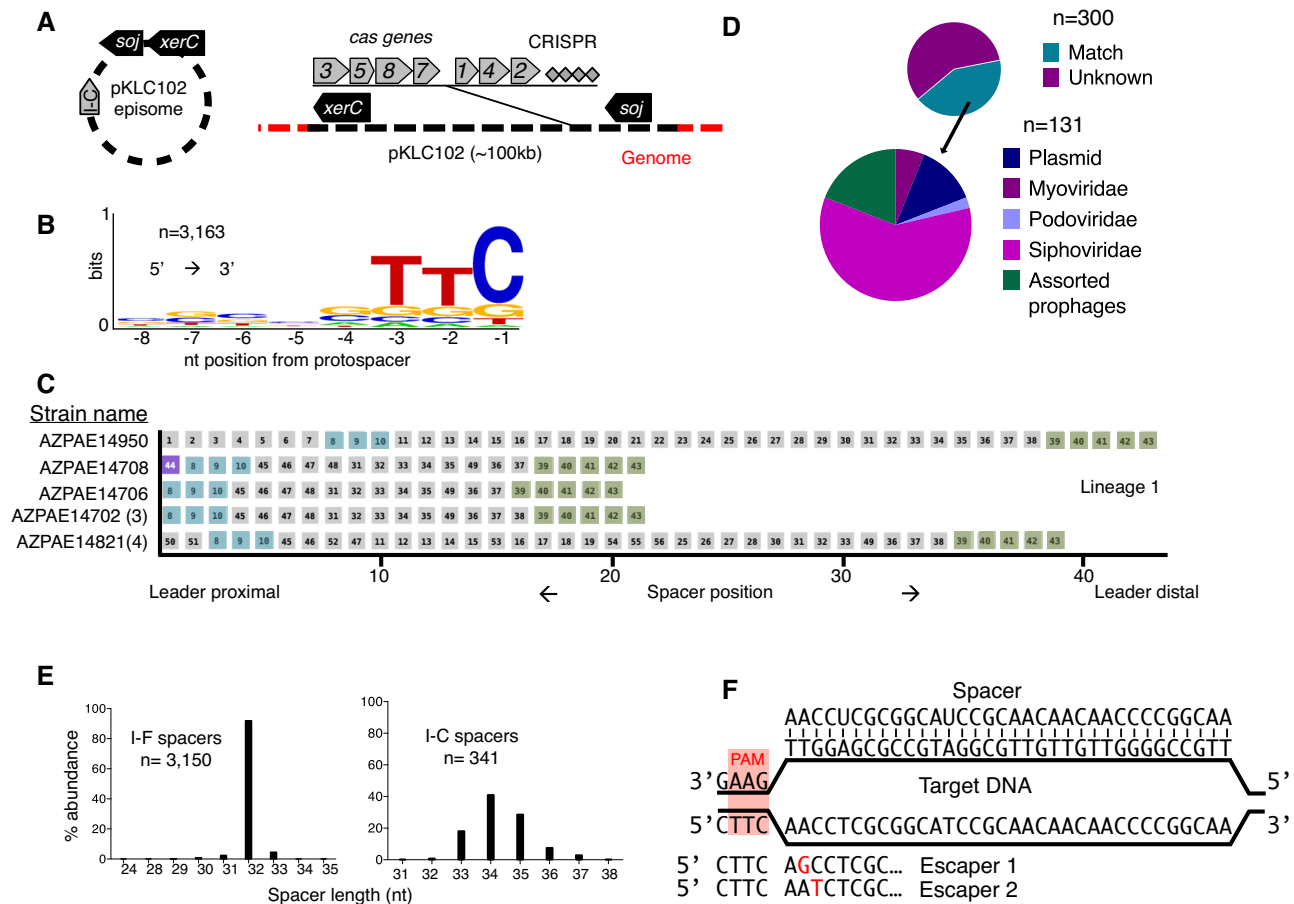 A
soj xerC
I-C
pKLC102
episome
cas genes
CRISPR
3 5 8 7 1 4 2
xerC
soj
pKLC102 (~100kb)
Genome
B
1
bits
0
n=3,163
5' → 3'
TTC
-8 -7 -6 -5 -4 -3 -2 -1
nt position from protospacer
C
Strain name
AZPAE14950 1 2 3 4 5 6 7 8 9 10 11 12 13 14 15 16 17 18 19 20 21 22 23 24 25 26 27 28 29 30 31 32 33 34 35 36 37 38 39 40 41 42 43
AZPAE14708 44 8 9 10 45 46 47 48 31 32 33 34 35 49 36 37 39 40 41 42 43
AZPAE14706 8 9 10 45 46 47 48 31 32 33 34 35 49 36 37 39 40 41 42 43
AZPAE14702 (3) 8 9 10 45 46 47 48 31 32 33 34 35 49 36 37 38 39 40 41 42 43
AZPAE14821(4) 50 51 8 9 10 45 46 52 47 11 12 13 14 15 53 16 17 18 19 54 55 56 25 26 27 28 30 31 32 33 49 36 37 38 39 40 41 42 43
Lineage 1
10 20 30 40
Leader proximal ← Spacer position → Leader distal
D
n=300
Match
Unknown
n=131
Plasmid
Myoviridae
Podoviridae
Siphoviridae
Assorted
prophages
E
% abundance
100
80
60
40
20
0
I-F spacers
n= 3,150
24 28 29 30 31 32 33 34 35
100
80
60
40
20
0
I-C spacers
n= 341
31 32 33 34 35 36 37 38
Spacer length (nt)
F
Spacer
AACCUCGCGGCAUCCGCAACAACAACCCCGGCAA
TTGGAGCGCCGTAGGCGTTGTTGTTGGGGCCGTT
PAM
3'GAAG
Target DNA
5'
5'CTTC AACCTCGCGGCATCCGCAACAACAACCCCGGCAA 3'
5' CTTC AGCCTCGC… Escaper 1
5' CTTC AATCTCGC… Escaper 2